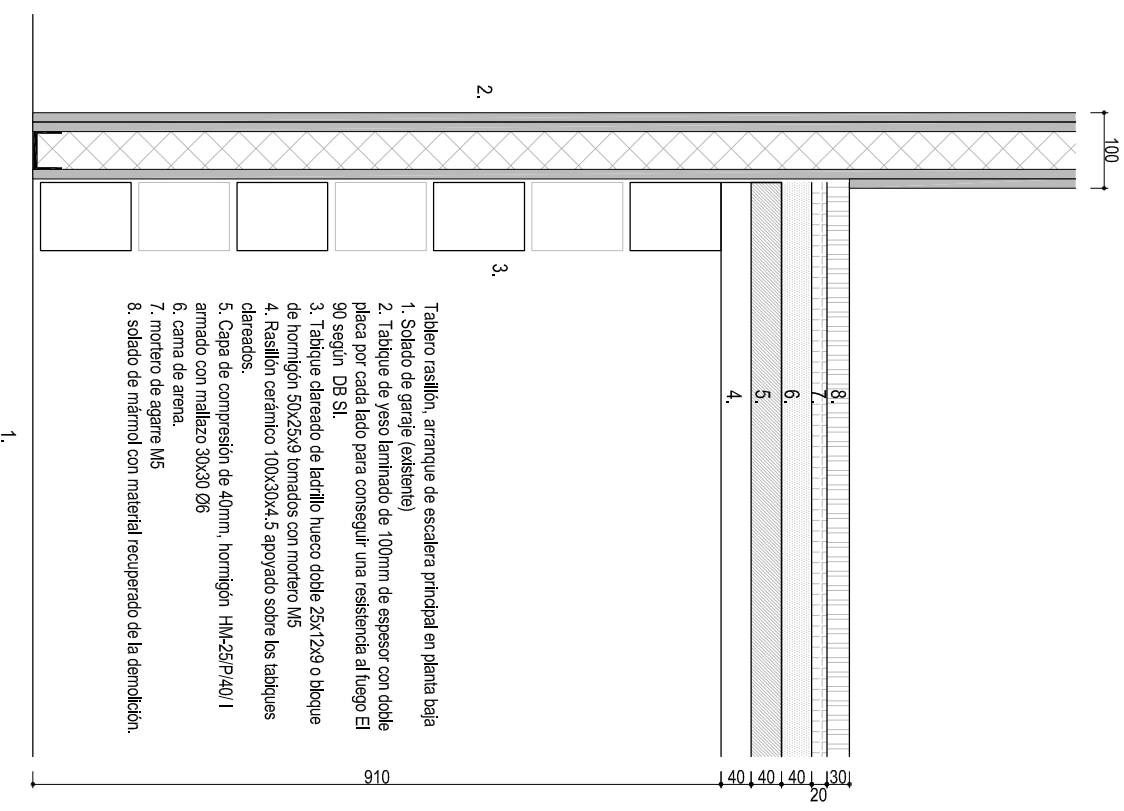 Tablero rasillón, arranque de escalera principal en planta baja
1. Solado de garaje (existente)
2. Tabique de yeso laminado de 100mm de espesor con doble
placa por cada lado para conseguir una resistencia al fuego EI
90 según DB SI.
3. Tabique clareado de ladrillo hueco doble 25x12x9 o bloque
de hormigón 50x25x9 tomados con mortero M5
4. Rasillón cerámico 100x30x4.5 apoyado sobre los tabiques
clareados.
5. Capa de compresión de 40mm, hormigón HM-25/P/40/ I
armado con mallazo 30x30 Ø6
6. cama de arena.
7. mortero de agarre M5
8. solado de mármol con material recuperado de la demolición.
100
2.
3.
8.
7.
6.
5.
4.
1.
30
20
40
40
40
910